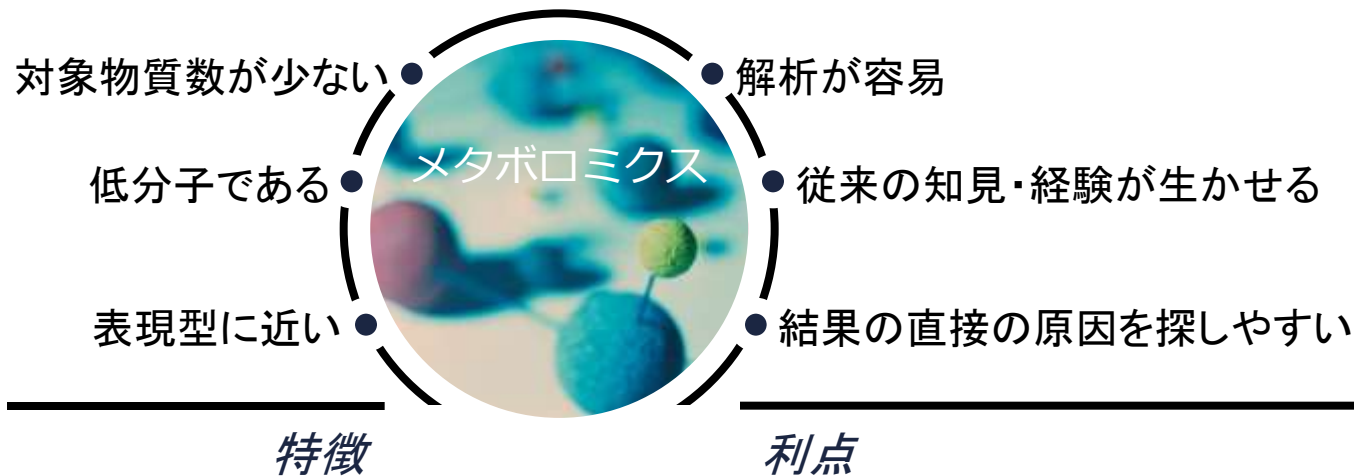 対象物質数が少ない
解析が容易
メタボロミクス
低分子である
従来の知見・経験が生かせる
表現型に近い
結果の直接の原因を探しやすい
特徴
利点